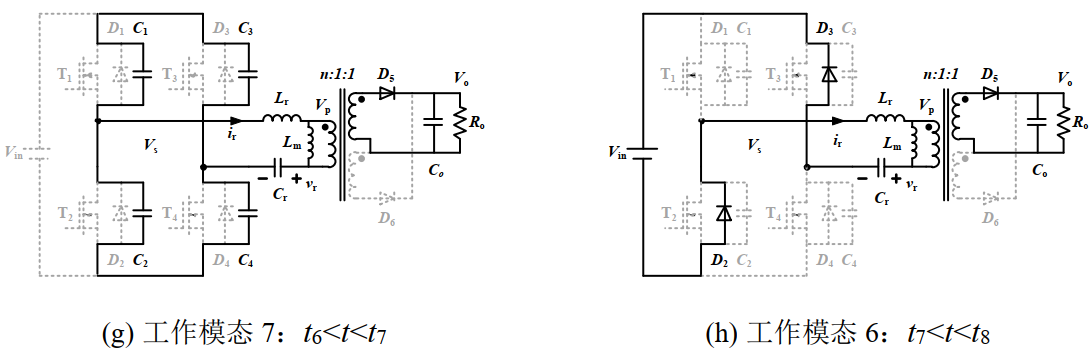 D1 C1 D3 C3
T1 T3
n:1:1 D5 Vo
Lr Vp
Ro
Vin Vs ir Lm
Co
Cr vr
T2 T4
D6
D2 C2 D4 C4
(g) 工作模态 7：t6<t<t7
D1 C1 D3 C3
T1 T3
n:1:1 D5 Vo
Lr Vp
Ro
Vin Vs ir Lm
Co
Cr vr
T2 T4
D6
D2 C2 D4 C4
(h) 工作模态 6：t7<t<t8